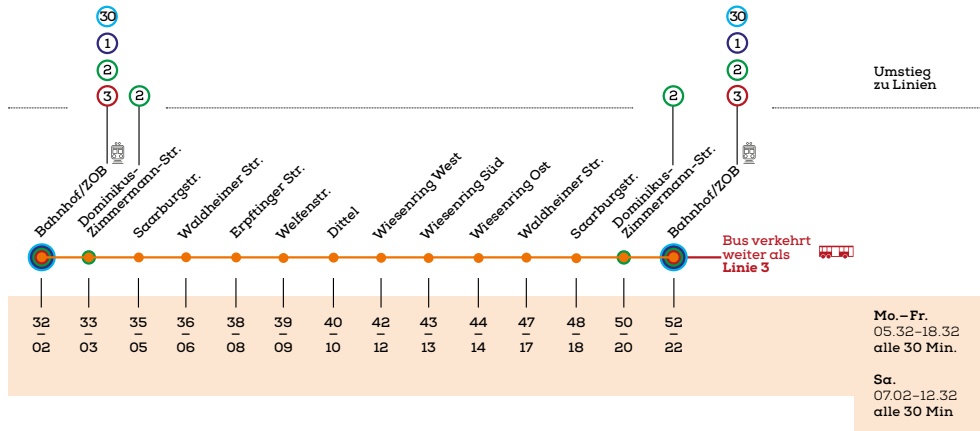 30
1
2
3
2
30
1
2
3
2
Umstieg
zu Linien
Bahnhof/ZOB
Dominikus-
Zimmermann-Str.
Saarburgstr.
Waldheimer Str.
Erpftinger Str.
Welfenstr.
Dittel
Wiesenring West
Wiesenring Süd
Wiesenring Ost
Waldheimer Str.
Saarburgstr.
Dominikus-
Zimmermann-Str.
Bahnhof/ZOB
Bus verkehrt
weiter als
Linie 3
32 33 35 36 38 39 40 42 43 44 47 48 50 52
– – – – – – – – – – – – – –
02 03 05 06 08 09 10 12 13 14 17 18 20 22
Mo.–Fr.
05.32–18.32
alle 30 Min.
Sa.
07.02–12.32
alle 30 Min